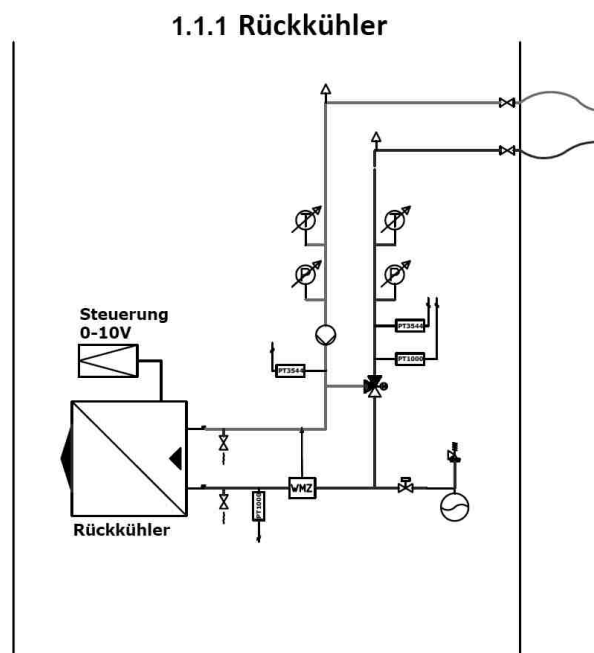 1.1.1 Rückkühler
T
T
P
P
Steuerung
0-10V
PT3544
PT1000
PT3544
WMZ
PT1000
Rückkühler